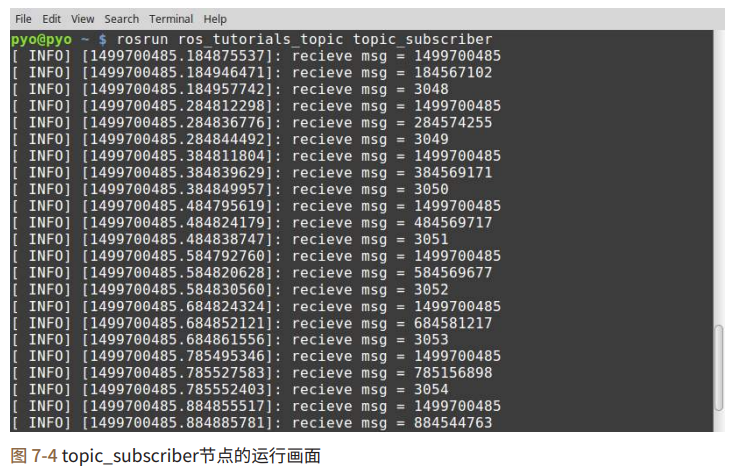 File Edit View Search Terminal Help
pyo@pyo ~ $ rosrun ros_tutorials_topic topic_subscriber
[ INFO] [1499700485.184875537]: recieve msg = 1499700485
[ INFO] [1499700485.184946471]: recieve msg = 184567102
[ INFO] [1499700485.184957742]: recieve msg = 3048
[ INFO] [1499700485.284812298]: recieve msg = 1499700485
[ INFO] [1499700485.284836776]: recieve msg = 284574255
[ INFO] [1499700485.284844492]: recieve msg = 3049
[ INFO] [1499700485.384811804]: recieve msg = 1499700485
[ INFO] [1499700485.384839629]: recieve msg = 384569171
[ INFO] [1499700485.384849957]: recieve msg = 3050
[ INFO] [1499700485.484795619]: recieve msg = 1499700485
[ INFO] [1499700485.484824179]: recieve msg = 484569717
[ INFO] [1499700485.484838747]: recieve msg = 3051
[ INFO] [1499700485.584792760]: recieve msg = 1499700485
[ INFO] [1499700485.584820628]: recieve msg = 584569677
[ INFO] [1499700485.584830560]: recieve msg = 3052
[ INFO] [1499700485.684824324]: recieve msg = 1499700485
[ INFO] [1499700485.684852121]: recieve msg = 684581217
[ INFO] [1499700485.684861556]: recieve msg = 3053
[ INFO] [1499700485.785495346]: recieve msg = 1499700485
[ INFO] [1499700485.785527583]: recieve msg = 785156898
[ INFO] [1499700485.785552403]: recieve msg = 3054
[ INFO] [1499700485.884855517]: recieve msg = 1499700485
[ INFO] [1499700485.884885781]: recieve msg = 884544763
图 7-4 topic_subscriber节点的运行画面